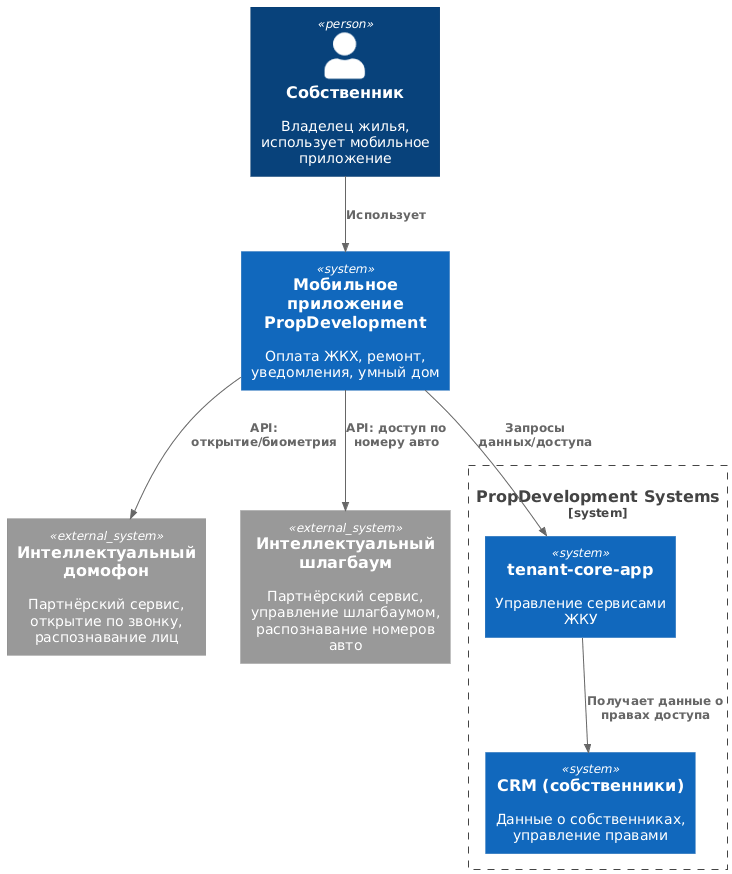 «person»
Собственник
Владелец жилья,
использует мобильное
приложение
Использует
«system»
Мобильное
приложение
PropDevelopment
Оплата ЖКХ, ремонт,
уведомления, умный дом
API:
открытие/биометрия
API: доступ по
номеру авто
Запросы
данных/доступа
«external_system»
Интеллектуальный
домофон
Партнёрский сервис,
открытие по звонку,
распознавание лиц
«external_system»
Интеллектуальный
шлагбаум
Партнёрский сервис,
управление шлагбаумом,
распознавание номеров
авто
PropDevelopment Systems
[system]
«system»
tenant-core-app
Управление сервисами
ЖКУ
Получает данные о
правах доступа
«system»
CRM (собственники)
Данные о собственниках,
управление правами